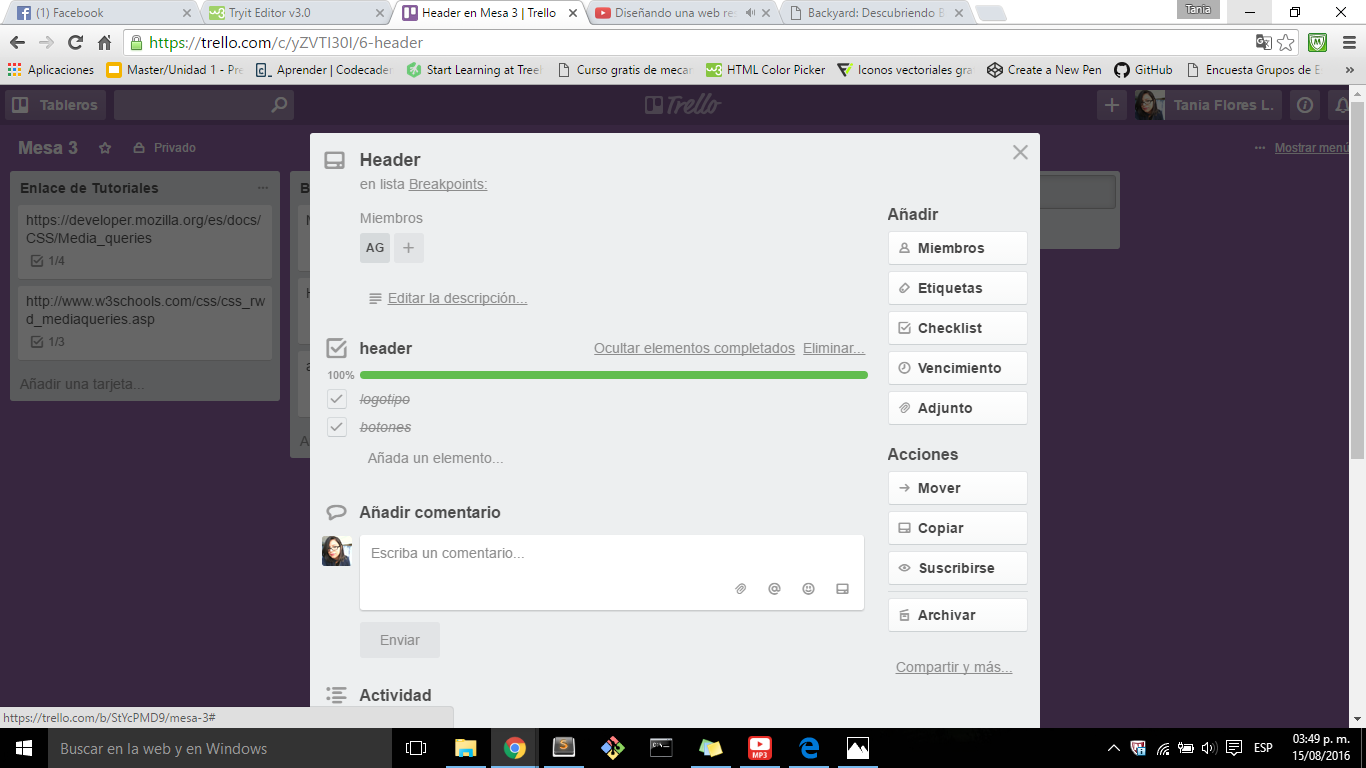 (1) Facebook
Tryit Editor v3.0
Header en Mesa 3 | Trello
Diseñando una web re
Backyard: Descubriendo B
Tania
https://trello.com/c/yZVTI30I/6-header
Aplicaciones
Master/Unidad 1 - Pre
Aprender | Codecader
Start Learning at Treel
Curso gratis de mecar
HTML Color Picker
Iconos vectoriales gra
Create a New Pen
GitHub
Encuesta Grupos de E
»
Tableros
Trello
Tania Flores L.
Mesa 3
Privado
Mostrar menú
Enlace de Tutoriales
https://developer.mozilla.org/es/docs/
CSS/Media_queries
1/4
http://www.w3schools.com/css/css_rw
d_mediaqueries.asp
1/3
Añadir una tarjeta...
B
Header
en lista Breakpoints:
Miembros
AG +
Editar la descripción...
header
Ocultar elementos completados Eliminar...
100%
logotipo
botones
Añada un elemento...
Añadir comentario
Escriba un comentario...
Enviar
Actividad
Añadir
Miembros
Etiquetas
Checklist
Vencimiento
Adjunto
Acciones
Mover
Copiar
Suscribirse
Archivar
Compartir y más...
https://trello.com/b/StYcPMD9/mesa-3#
Buscar en la web y en Windows
MP3
ESP
03:49 p. m.
15/08/2016